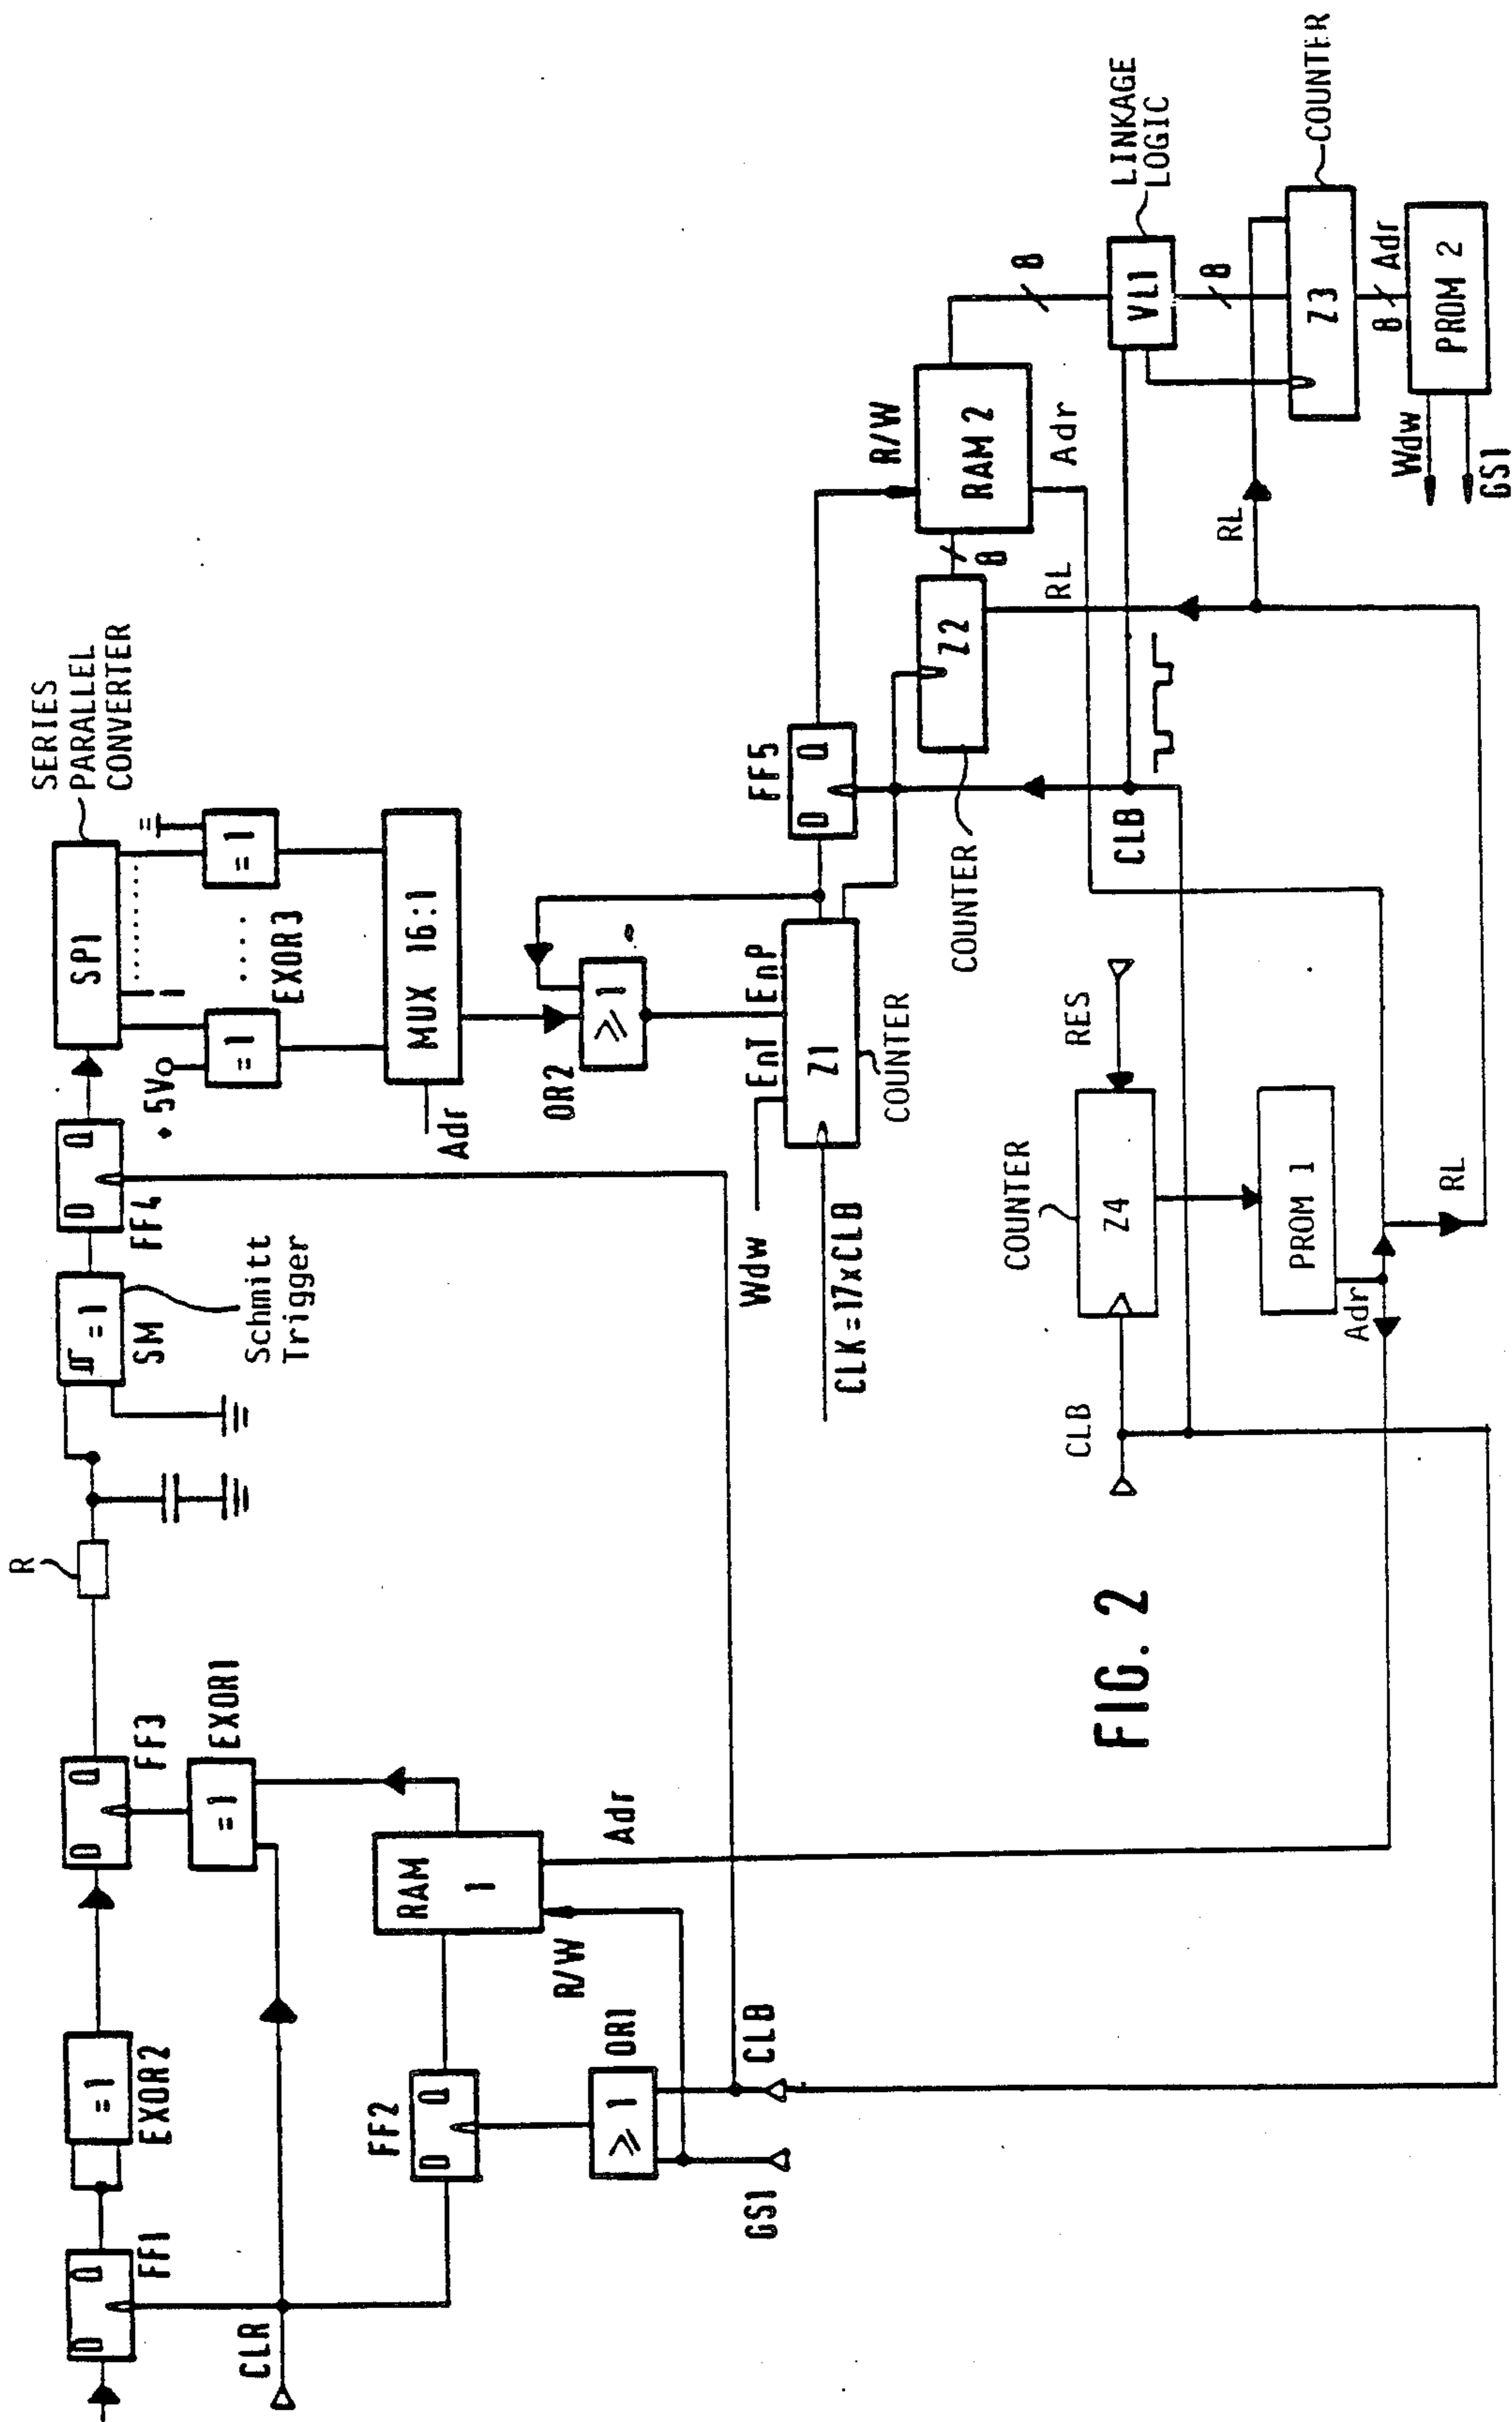 R
SERIES
PARALLEL
CONVERTER
D Q
FF1
= 1
EXOR2
D Q
FF3
= 1
SM
Schmitt
Trigger
D Q
FF4
SP1
+ 5V
= 1
= 1
EXOR3
MUX 16:1
Adr
CLR
= 1
EXOR1
D Q
FF2
RAM
1
Adr
R/W
≥ 1
OR1
GS1
CLB
OR2
≥ 1
Wdw
EnT
EnP
Z1
COUNTER
CLK = 17xCLB
FF5
D Q
R/W
RAM 2
Adr
8
Z2
RL
COUNTER
CLB
8
LINKAGE
LOGIC
VL1
8
RL
COUNTER
Z3
8
Adr
PROM 2
Wdw
GS1
COUNTER
RES
Z4
CLB
PROM 1
Adr
RL
FIG. 2